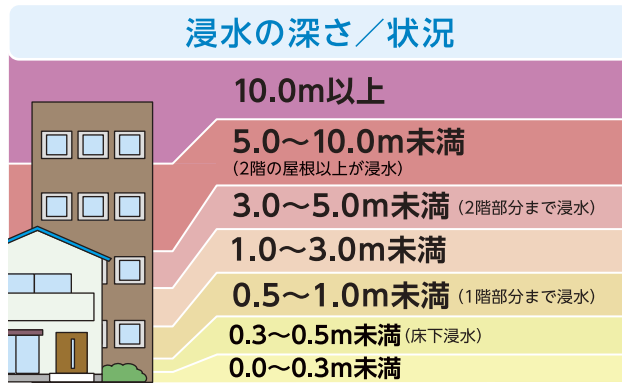 浸水の深さ／状況
10.0m以上
5.0〜10.0m未満
(2階の屋根以上が浸水)
3.0〜5.0m未満 (2階部分まで浸水)
1.0〜3.0m未満
0.5〜1.0m未満 (1階部分まで浸水)
0.3〜0.5m未満 (床下浸水)
0.0〜0.3m未満